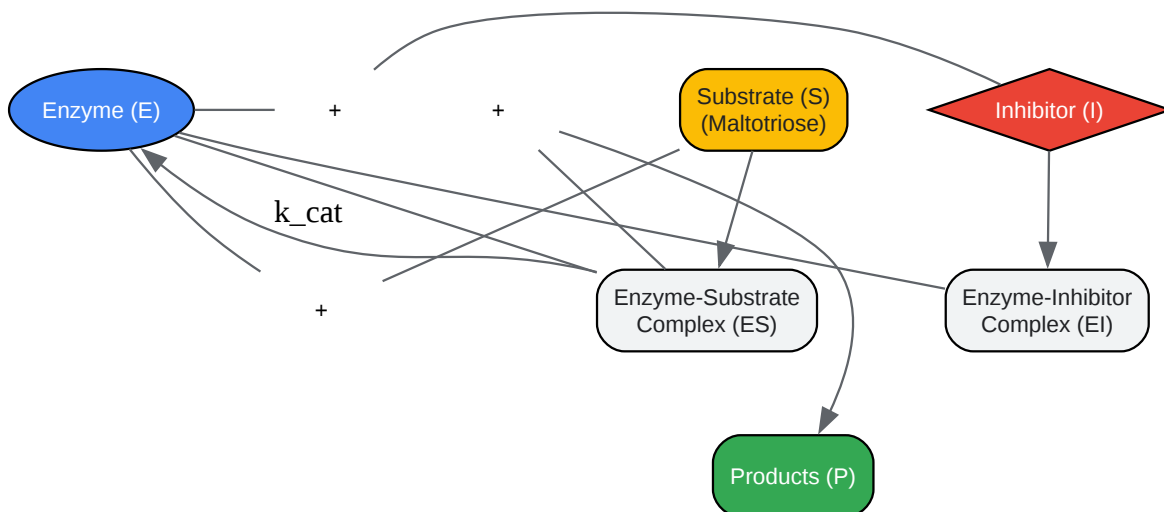 Enzyme (E)
+
+
Substrate (S)
(Maltotriose)
Inhibitor (I)
k_cat
+
Enzyme-Substrate
Complex (ES)
Enzyme-Inhibitor
Complex (EI)
Products (P)